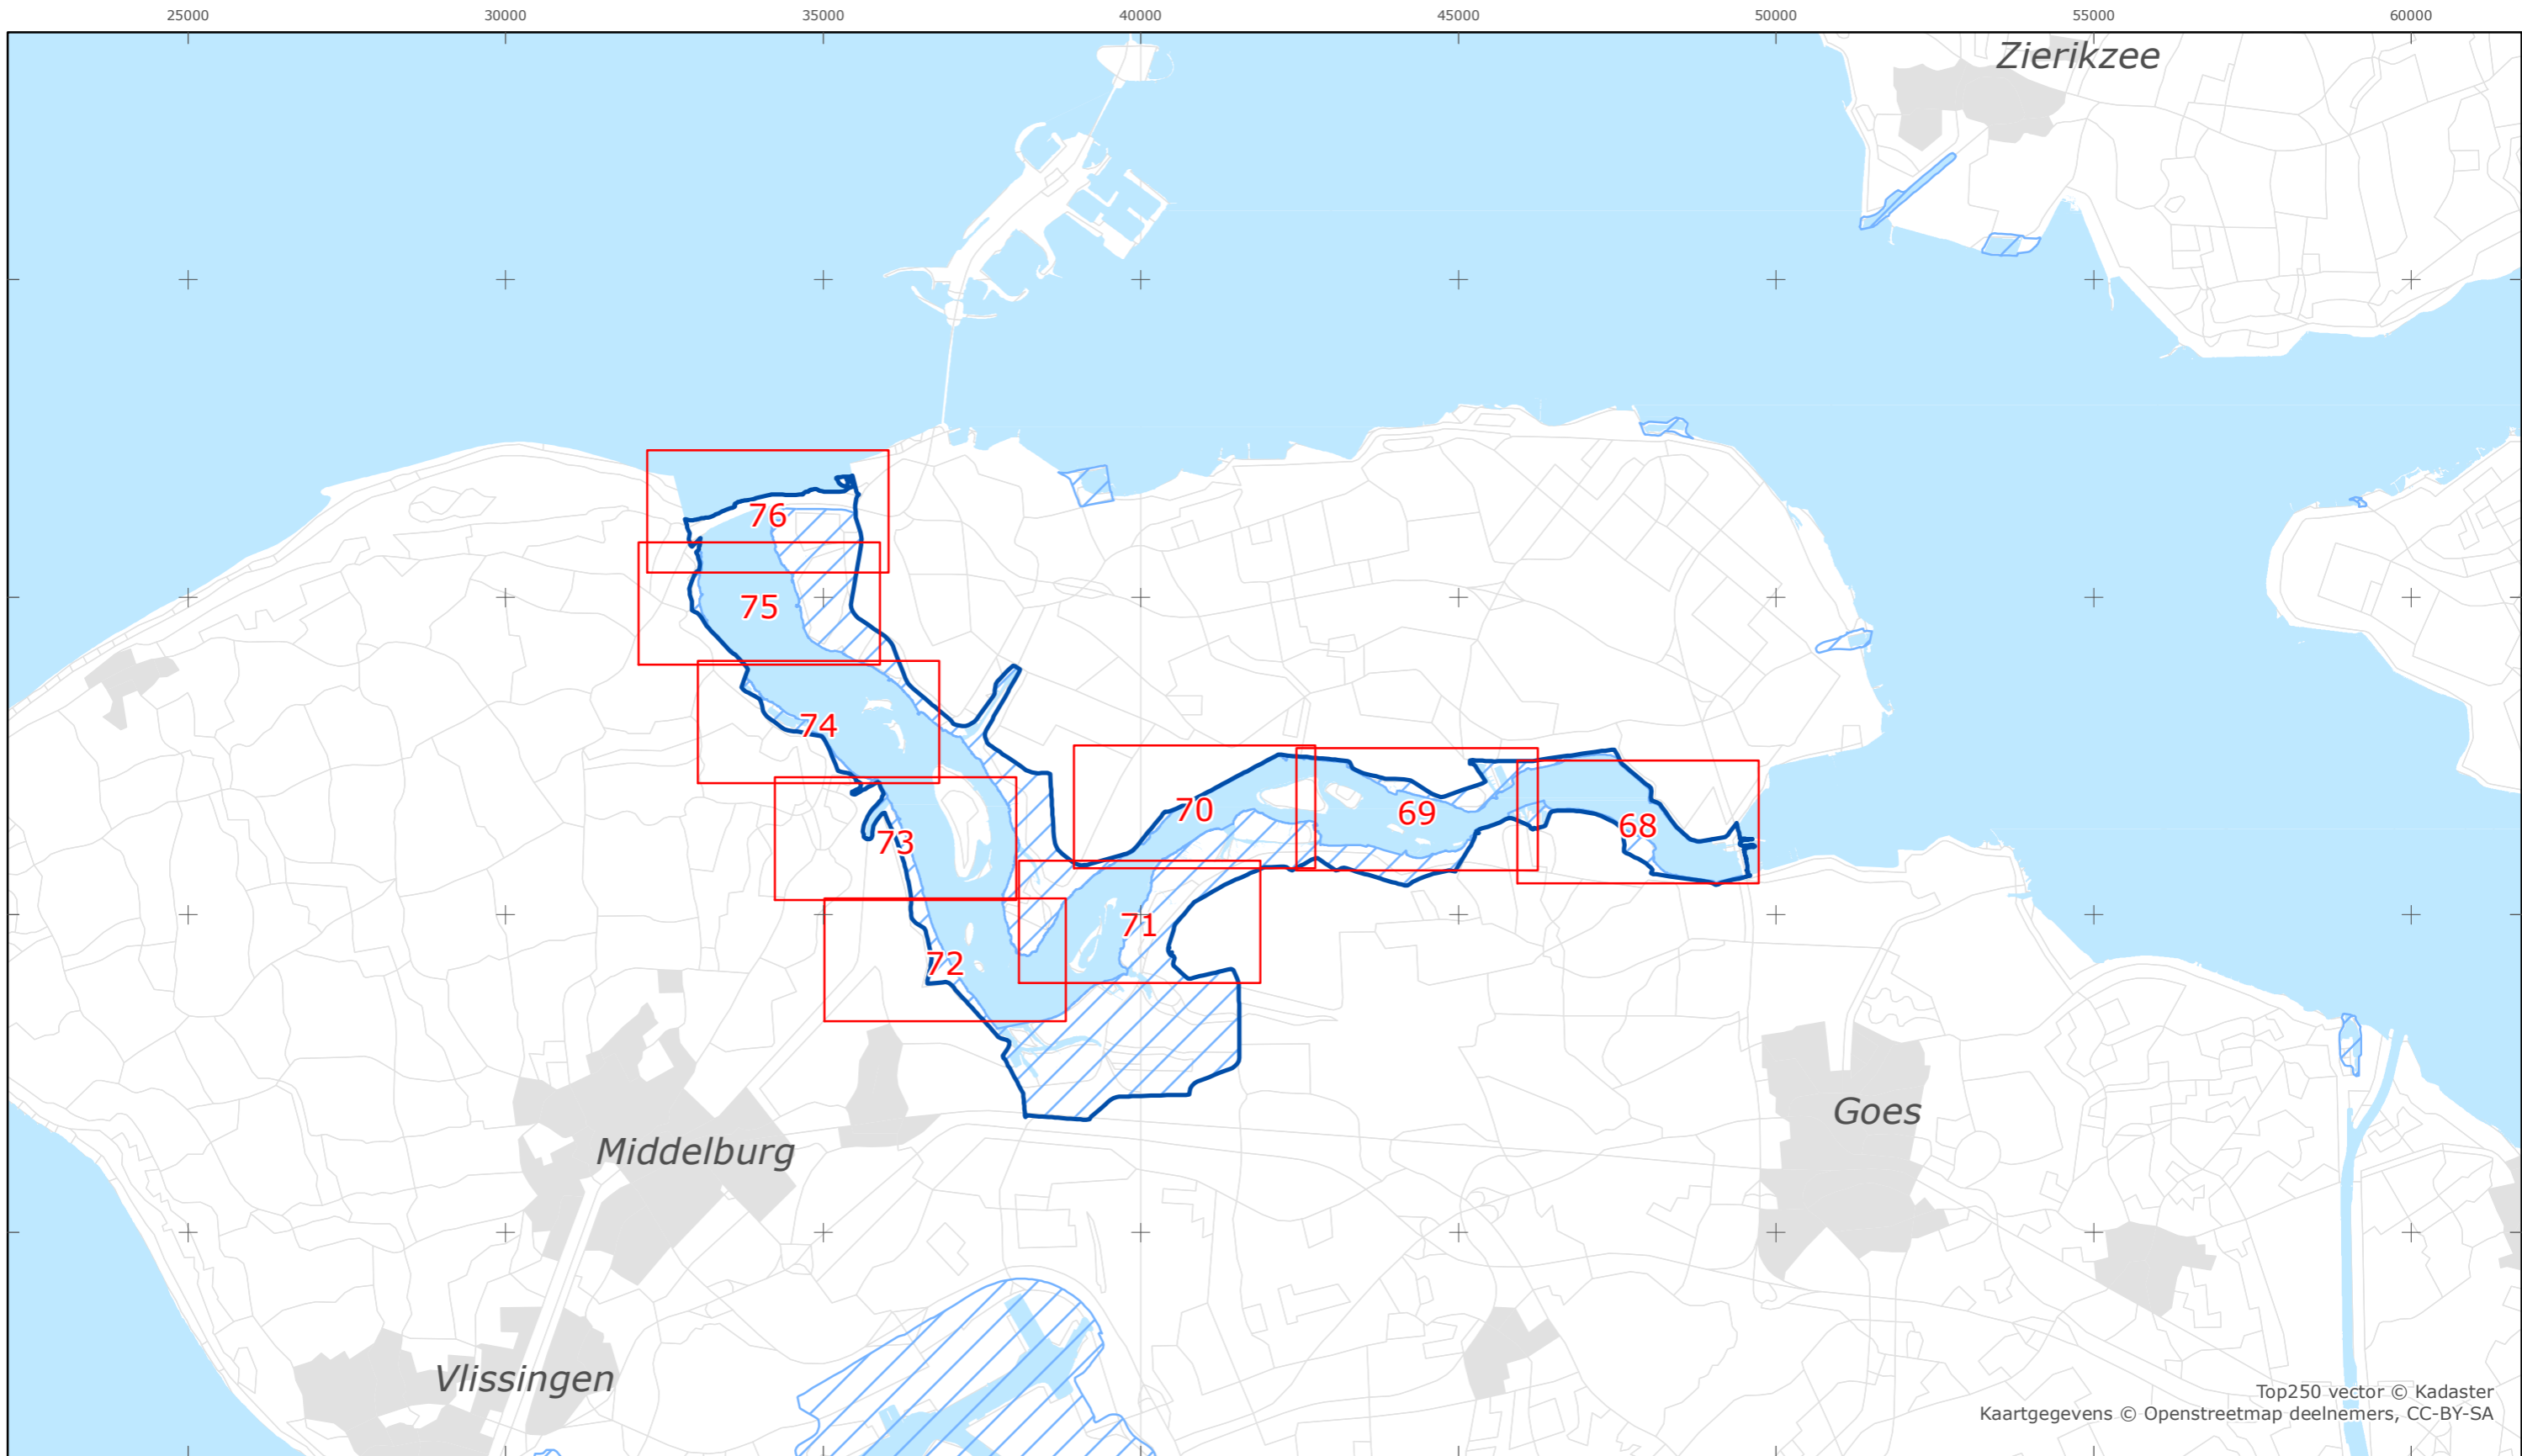 25000 30000 35000 40000 45000 50000 55000 60000
Zierikzee
76
75
74
70
69
68
73
71
72
Goes
Middelburg
Vlissingen
Top250 vector © Kadaster
Kaartgegevens © Openstreetmap deelnemers, CC-BY-SA